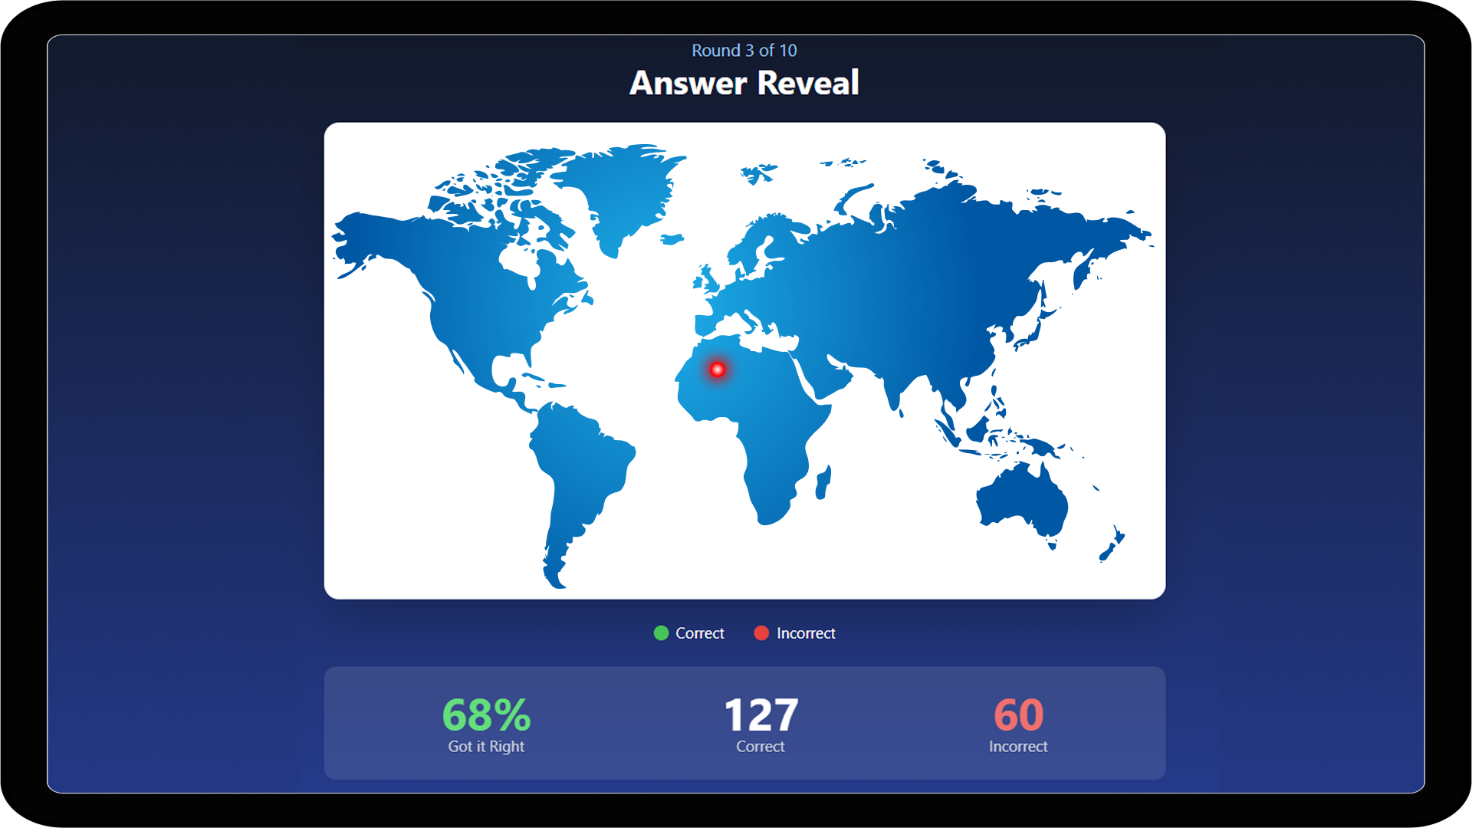 Round 3 of 10
Answer Reveal
Correct
Incorrect
68%
Got it Right
127
Correct
60
Incorrect